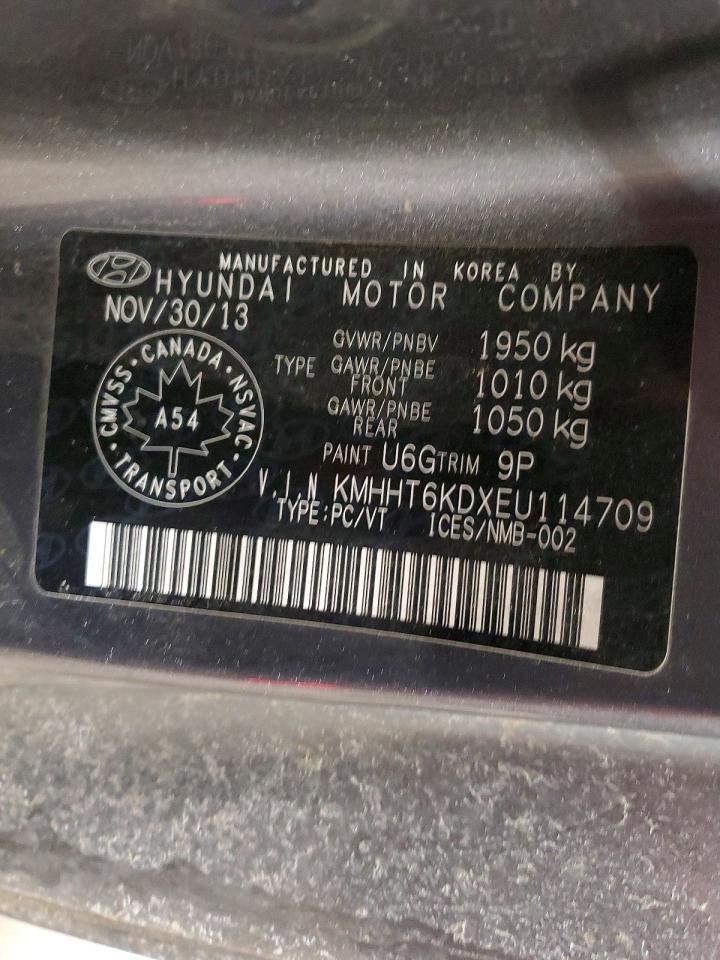 MANUFACTURED IN KOREA BY
HYUNDAI MOTOR COMPANY
NOV/30/13
GVWR/PNBV 1950 kg
TYPE GAWR/PNBE FRONT 1010 kg
GAWR/PNBE REAR 1050 kg
CMVSS · CANADA · NSVAC · TRANSPORT
A54
PAINT U6G TRIM 9P
V.I.N KMHHT6KDXEU114709
TYPE:PC/VT ICES/NMB-002